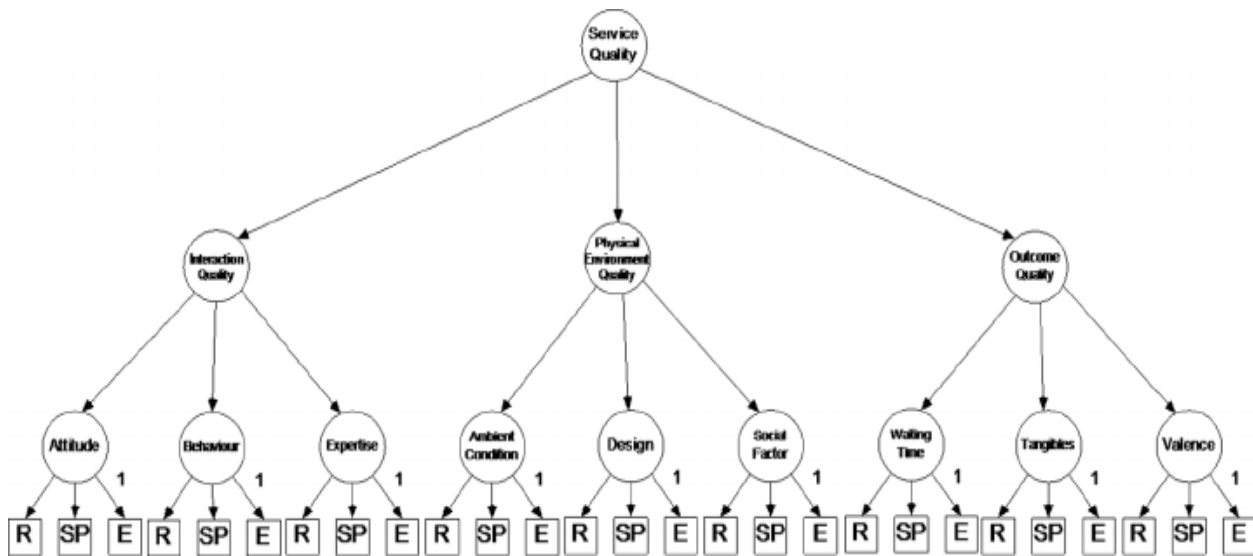 Service
Quality
Interaction
Quality
Physical
Environment
Quality
Outcome
Quality
Attitude
Behaviour
Expertise
Ambient
Condition
Design
Social
Factor
Waiting
Time
Tangibles
Valence
1 1 1 1 1 1 1 1 1
R SP E R SP E R SP E R SP E R SP E R SP E R SP E R SP E R SP E